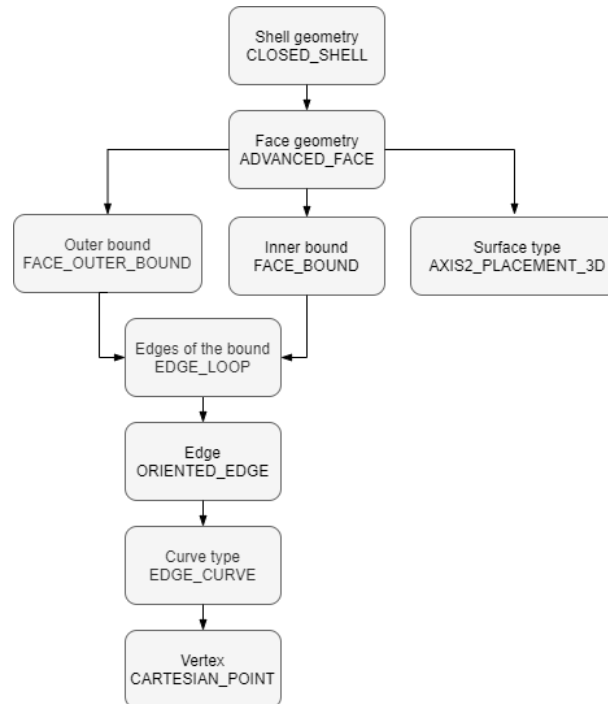 Shell geometry
CLOSED_SHELL
Face geometry
ADVANCED_FACE
Outer bound
FACE_OUTER_BOUND
Inner bound
FACE_BOUND
Surface type
AXIS2_PLACEMENT_3D
Edges of the bound
EDGE_LOOP
Edge
ORIENTED_EDGE
Curve type
EDGE_CURVE
Vertex
CARTESIAN_POINT